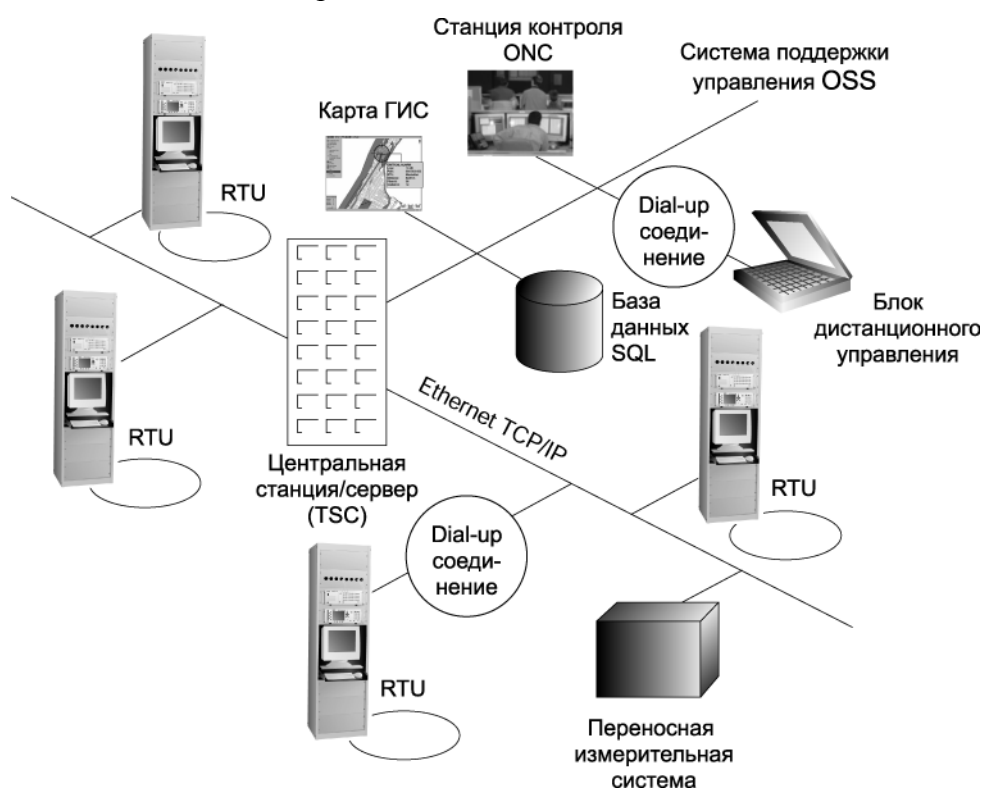 Станция контроля
ONC
Система поддержки
управления OSS
Карта ГИС
RTU
Dial-up
соеди-
нение
База
данных
SQL
Блок
дистанционного
управления
Ethernet TCP/IP
RTU
Центральная
станция/сервер
(TSC)
RTU
Dial-up
соеди-
нение
RTU
Переносная
измерительная
система